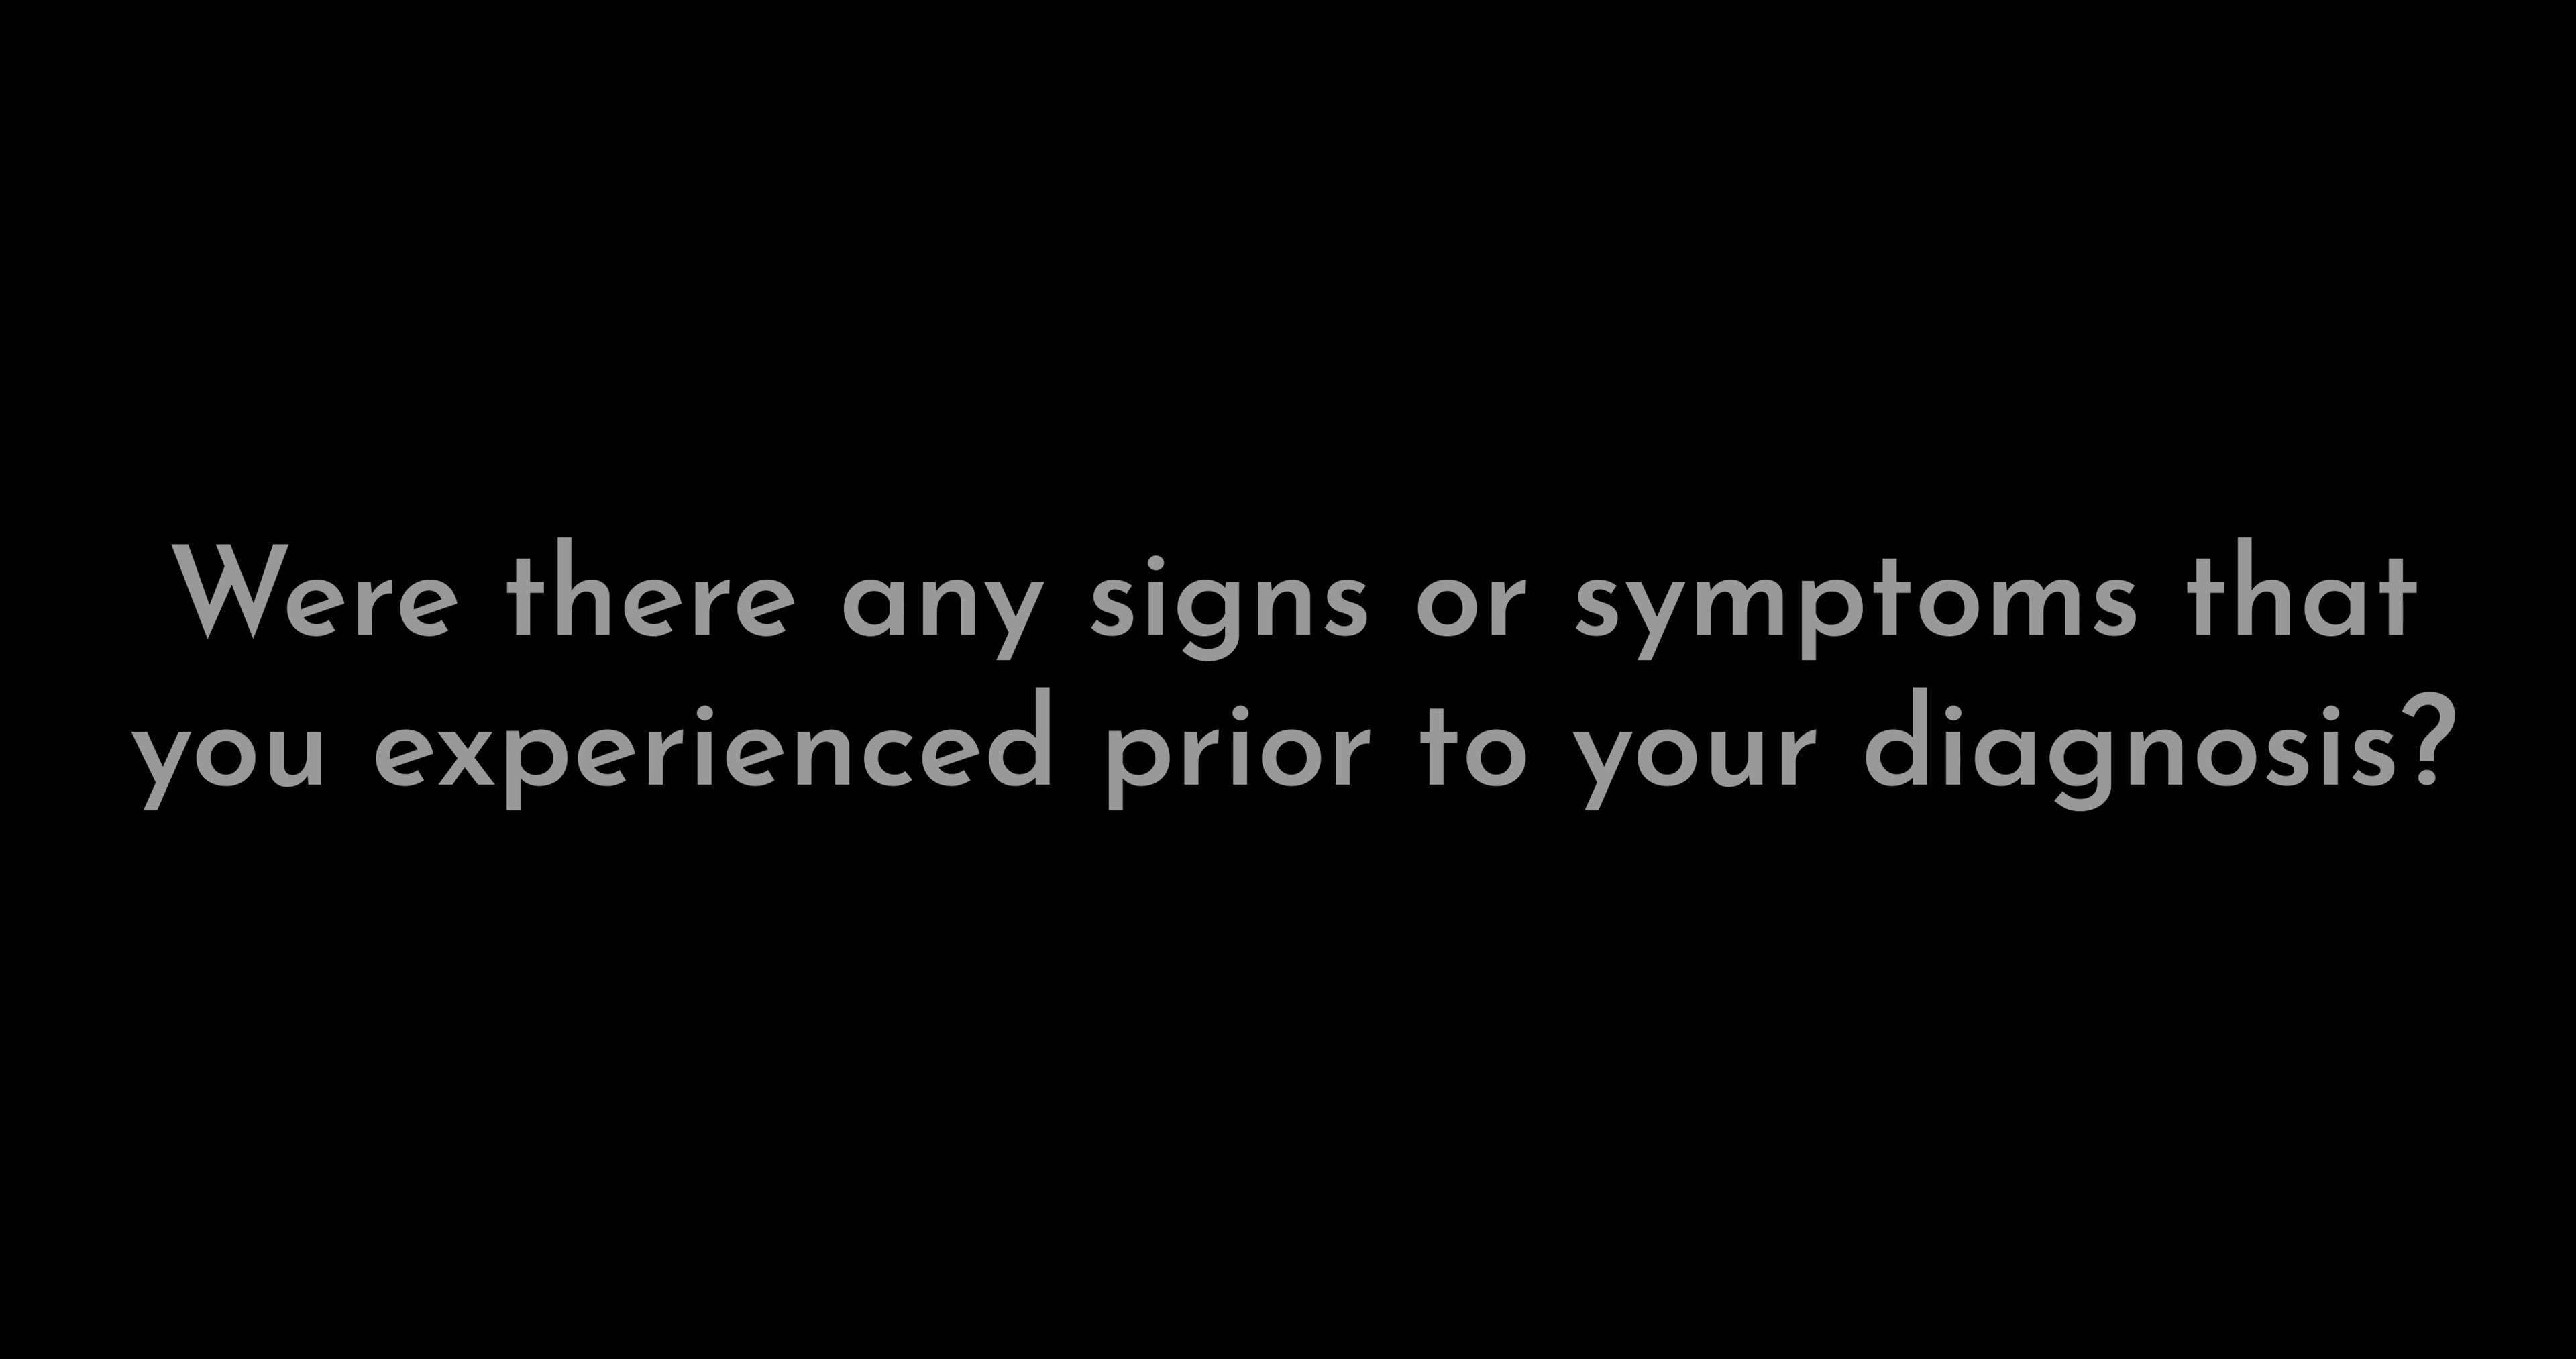 Were there any signs or symptoms that
you experienced prior to your diagnosis?